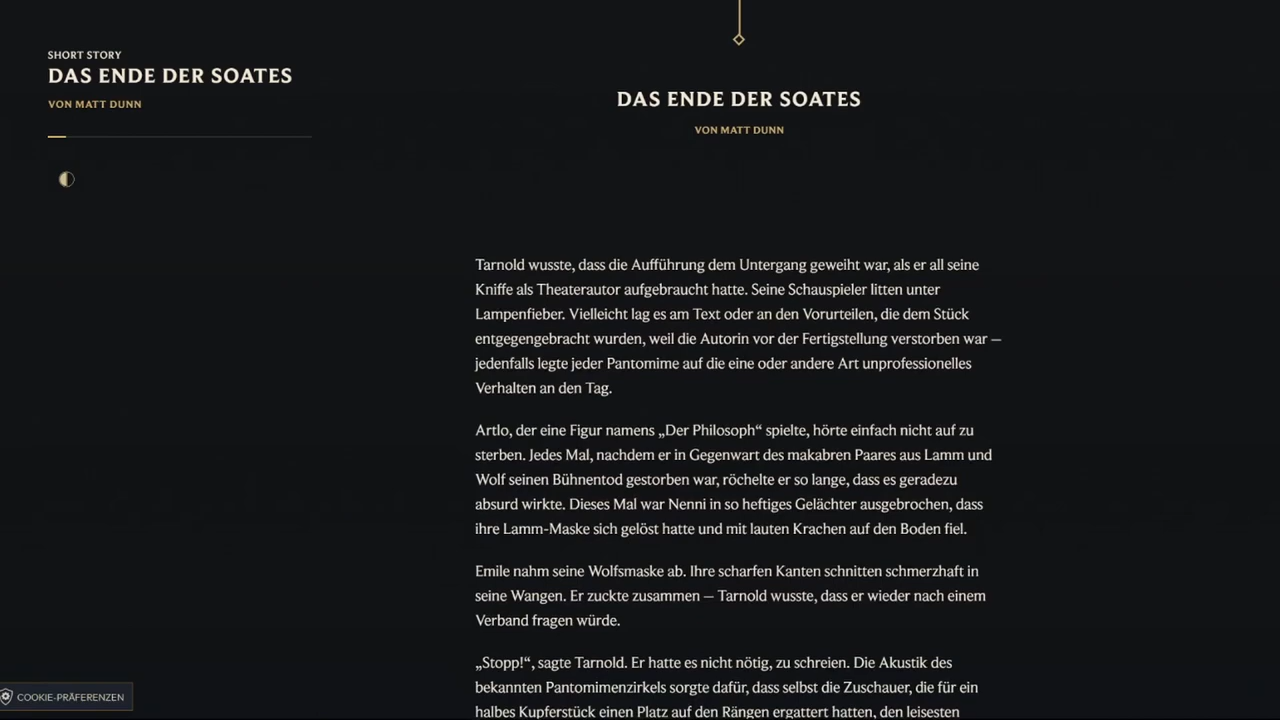 SHORT STORY
DAS ENDE DER SOATES
VON MATT DUNN
DAS ENDE DER SOATES
VON MATT DUNN
Tarnold wusste, dass die Aufführung dem Untergang geweiht war, als er all seine
Kniffe als Theaterautor aufgebraucht hatte. Seine Schauspieler litten unter
Lampenfieber. Vielleicht lag es am Text oder an den Vorurteilen, die dem Stück
entgegengebracht wurden, weil die Autorin vor der Fertigstellung verstorben war —
jedenfalls legte jeder Pantomime auf die eine oder andere Art unprofessionelles
Verhalten an den Tag.
Artlo, der eine Figur namens „Der Philosoph“ spielte, hörte einfach nicht auf zu
sterben. Jedes Mal, nachdem er in Gegenwart des makabren Paares aus Lamm und
Wolf seinen Bühnentod gestorben war, röchelte er so lange, dass es geradezu
absurd wirkte. Dieses Mal war Nenni in so heftiges Gelächter ausgebrochen, dass
ihre Lamm-Maske sich gelöst hatte und mit lauten Krachen auf den Boden fiel.
Emile nahm seine Wolfsmaske ab. Ihre scharfen Kanten schnitten schmerzhaft in
seine Wangen. Er zuckte zusammen — Tarnold wusste, dass er wieder nach einem
Verband fragen würde.
„Stopp!“, sagte Tarnold. Er hatte es nicht nötig, zu schreien. Die Akustik des
bekannten Pantomimenzirkels sorgte dafür, dass selbst die Zuschauer, die für ein
halbes Kupferstück einen Platz auf den Rängen ergattert hatten, den leisesten
COOKIE-PRÄFERENZEN